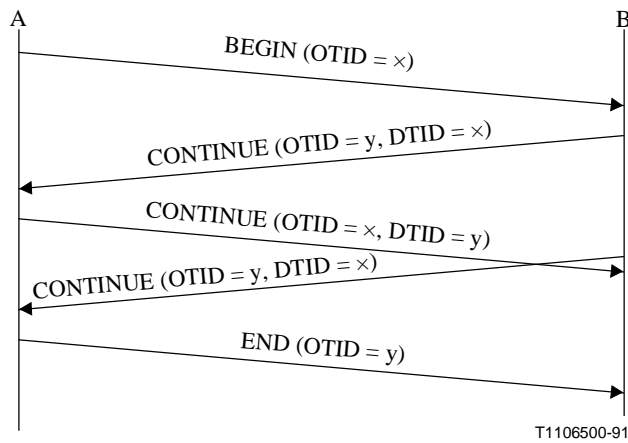 A
B
BEGIN (OTID = ×)
CONTINUE (OTID = y, DTID = ×)
CONTINUE (OTID = ×, DTID = y)
CONTINUE (OTID = y, DTID = ×)
END (OTID = y)
T1106500-91